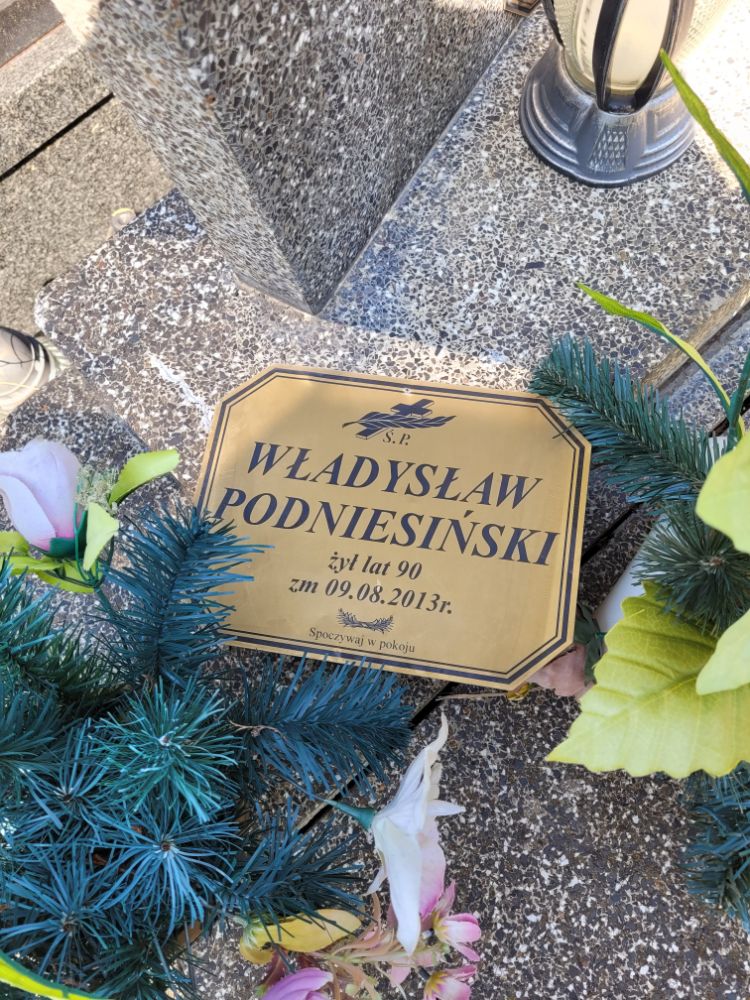 Ś.P.
WŁADYSŁAW
PODNIESIŃSKI
żył lat 90
zm 09.08.2013r.
Spoczywaj w pokoju